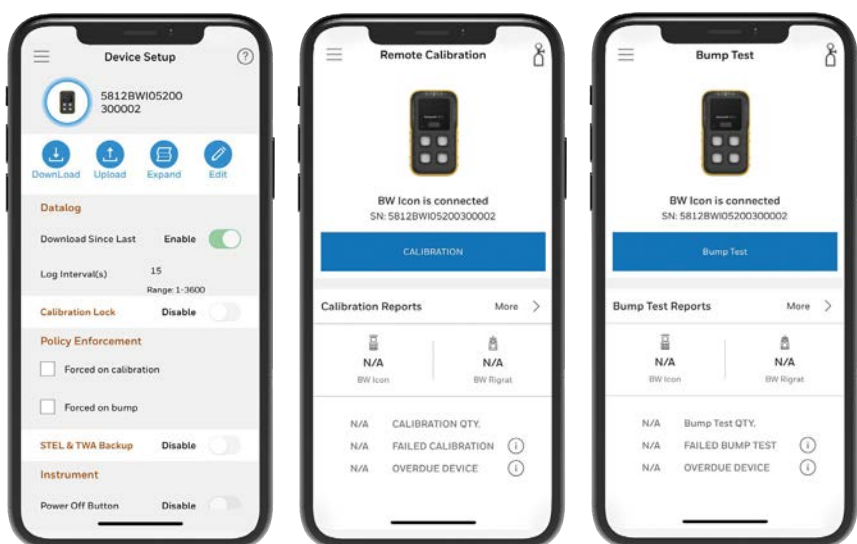 Device Setup
5812BWI05200
300002
DownLoad Upload Expand Edit
Datalog
Download Since Last Enable
Log Interval(s) 15
Range: 1-3600
Calibration Lock Disable
Policy Enforcement
Forced on calibration
Forced on bump
STEL & TWA Backup Disable
Instrument
Power Off Button Disable
Remote Calibration
BW Icon is connected
SN: 5812BWI05200300002
CALIBRATION
Calibration Reports More
N/A N/A
BW Icon BW Rigrat
N/A CALIBRATION QTY.
N/A FAILED CALIBRATION
N/A OVERDUE DEVICE
Bump Test
BW Icon is connected
SN: 5812BWI05200300002
Bump Test
Bump Test Reports More
N/A N/A
BW Icon BW Rigrat
N/A Bump Test QTY.
N/A FAILED BUMP TEST
N/A OVERDUE DEVICE